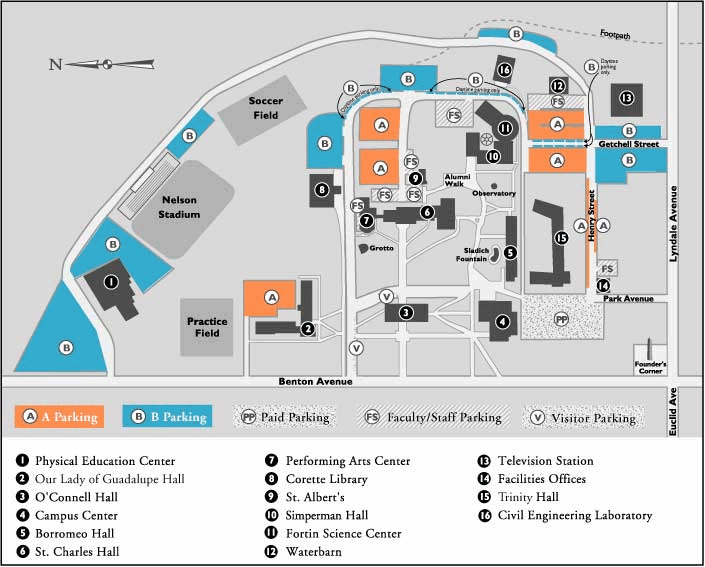 Footpath
B
N
B
16
B
Daytime
parking
only
B
B
12
FS
13
Daytime parking only
Daytime parking only
Soccer
Field
FS
A
A
11
B
B
B
Getchell Street
10
A
FS
A
B
9
Alumni
Walk
8
FS
FS
Observatory
Nelson
Stadium
FS
7
6
Henry Street
Lyndale Avenue
A
A
B
Grotto
Sladich
Fountain
5
15
1
FS
14
A
V
Park Avenue
Practice
Field
2
3
4
PP
B
V
Founder's
Corner
Benton Avenue
Euclid Ave
A A Parking
B B Parking
PP Paid Parking
FS Faculty/Staff Parking
V Visitor Parking
1 Physical Education Center
2 Our Lady of Guadalupe Hall
3 O'Connell Hall
4 Campus Center
5 Borromeo Hall
6 St. Charles Hall
7 Performing Arts Center
8 Corette Library
9 St. Albert's
10 Simperman Hall
11 Fortin Science Center
12 Waterbarn
13 Television Station
14 Facilities Offices
15 Trinity Hall
16 Civil Engineering Laboratory